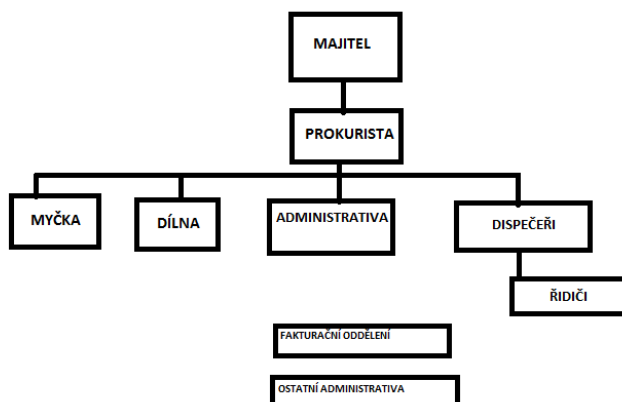 MAJITEL
PROKURISTA
MYČKA
DÍLNA
ADMINISTRATIVA
DISPEČEŘI
ŘIDIČI
FAKTURAČNÍ ODDĚLENÍ
OSTATNÍ ADMINISTRATIVA